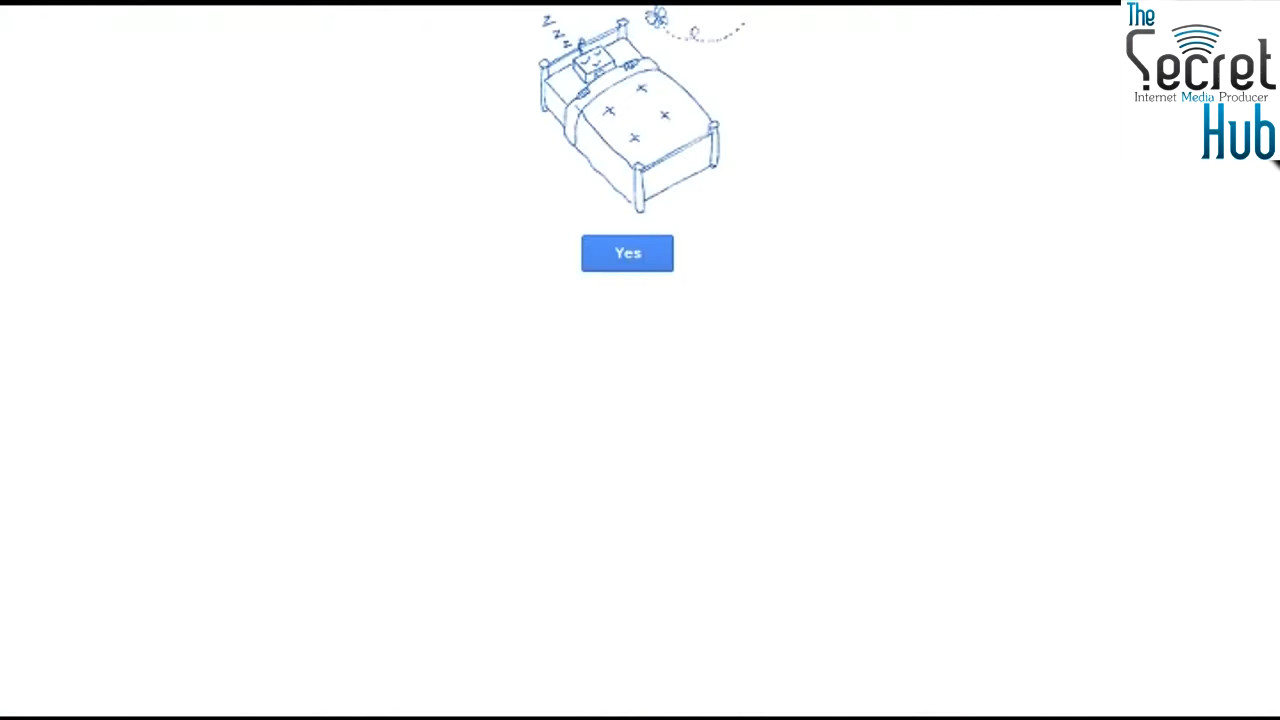 z
z
z
z
The
Secret
Internet Media Producer
Hub
Yes